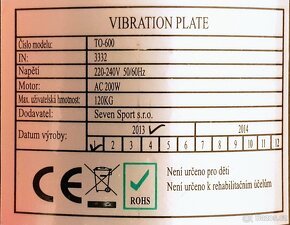 VIBRATION PLATE
Číslo modelu: TO-600
IN: 3332
Napětí 220-240V 50/60Hz
Motor: AC 200W
Max. uživatelská hmotnost: 120KG
Dodavatel: Seven Sport s.r.o.
Datum výroby: 2013 2014
2 3 4 5 6 7 8 9 10 11 12
CE
ROHS
Není určeno pro děti
Není určeno k rehabilitačním účelům